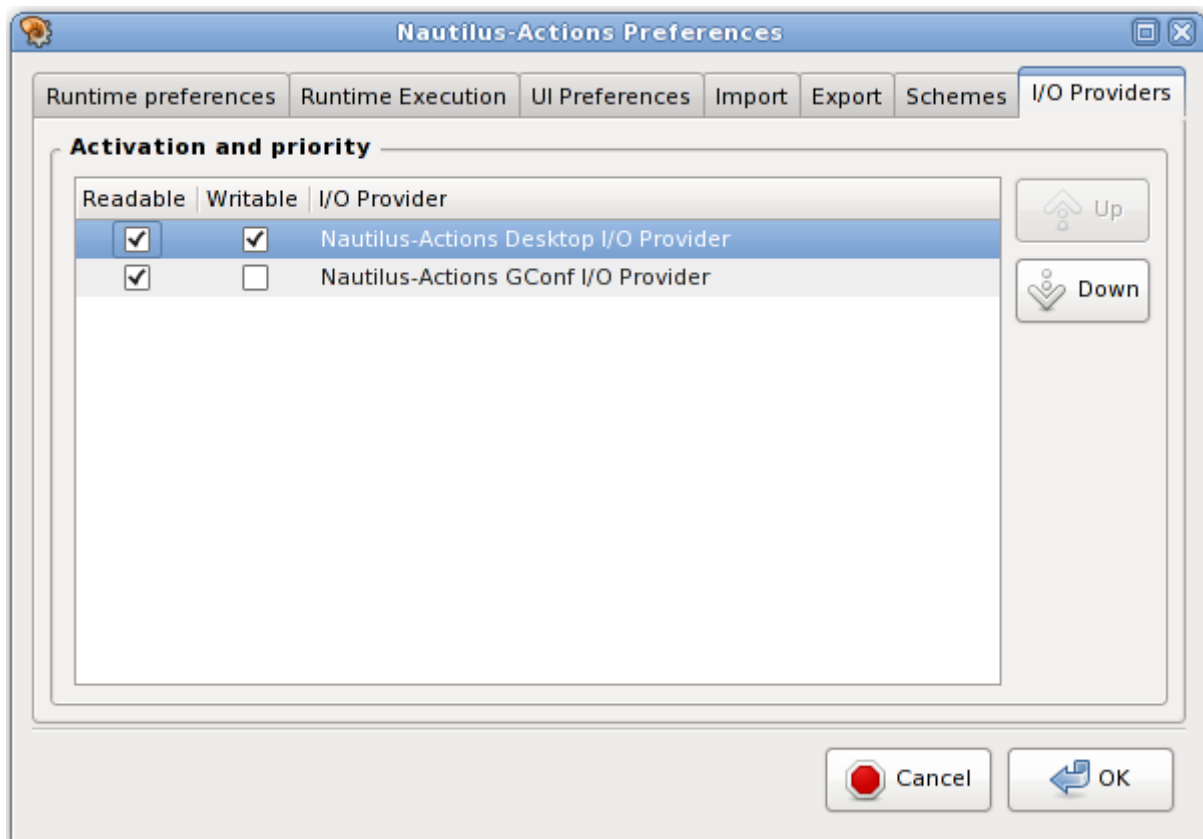 Nautilus-Actions Preferences
Runtime preferences Runtime Execution UI Preferences Import Export Schemes I/O Providers
Activation and priority
Readable Writable I/O Provider
Up
Nautilus-Actions Desktop I/O Provider
Nautilus-Actions GConf I/O Provider
Down
Cancel OK